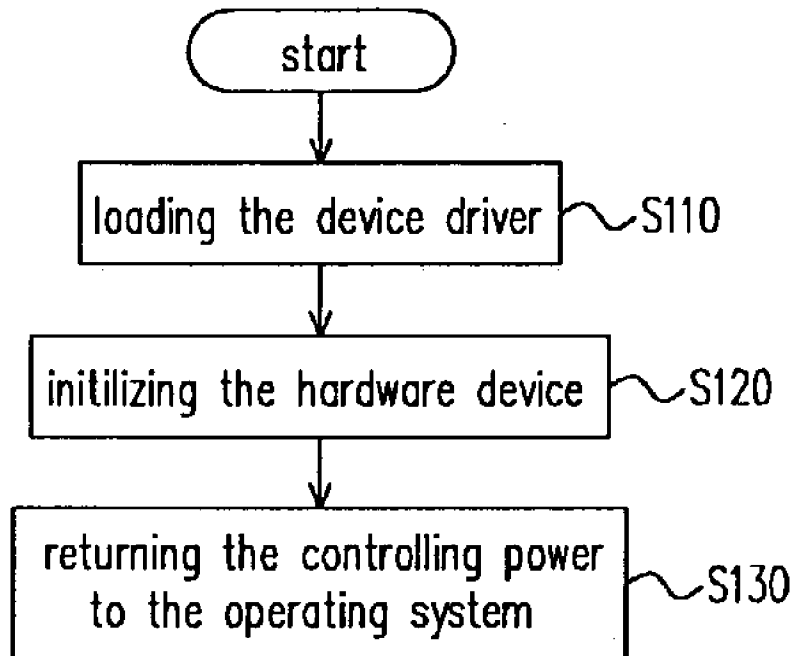 start
loading the device driver
S110
initilizing the hardware device
S120
returning the controlling power
to the operating system
S130